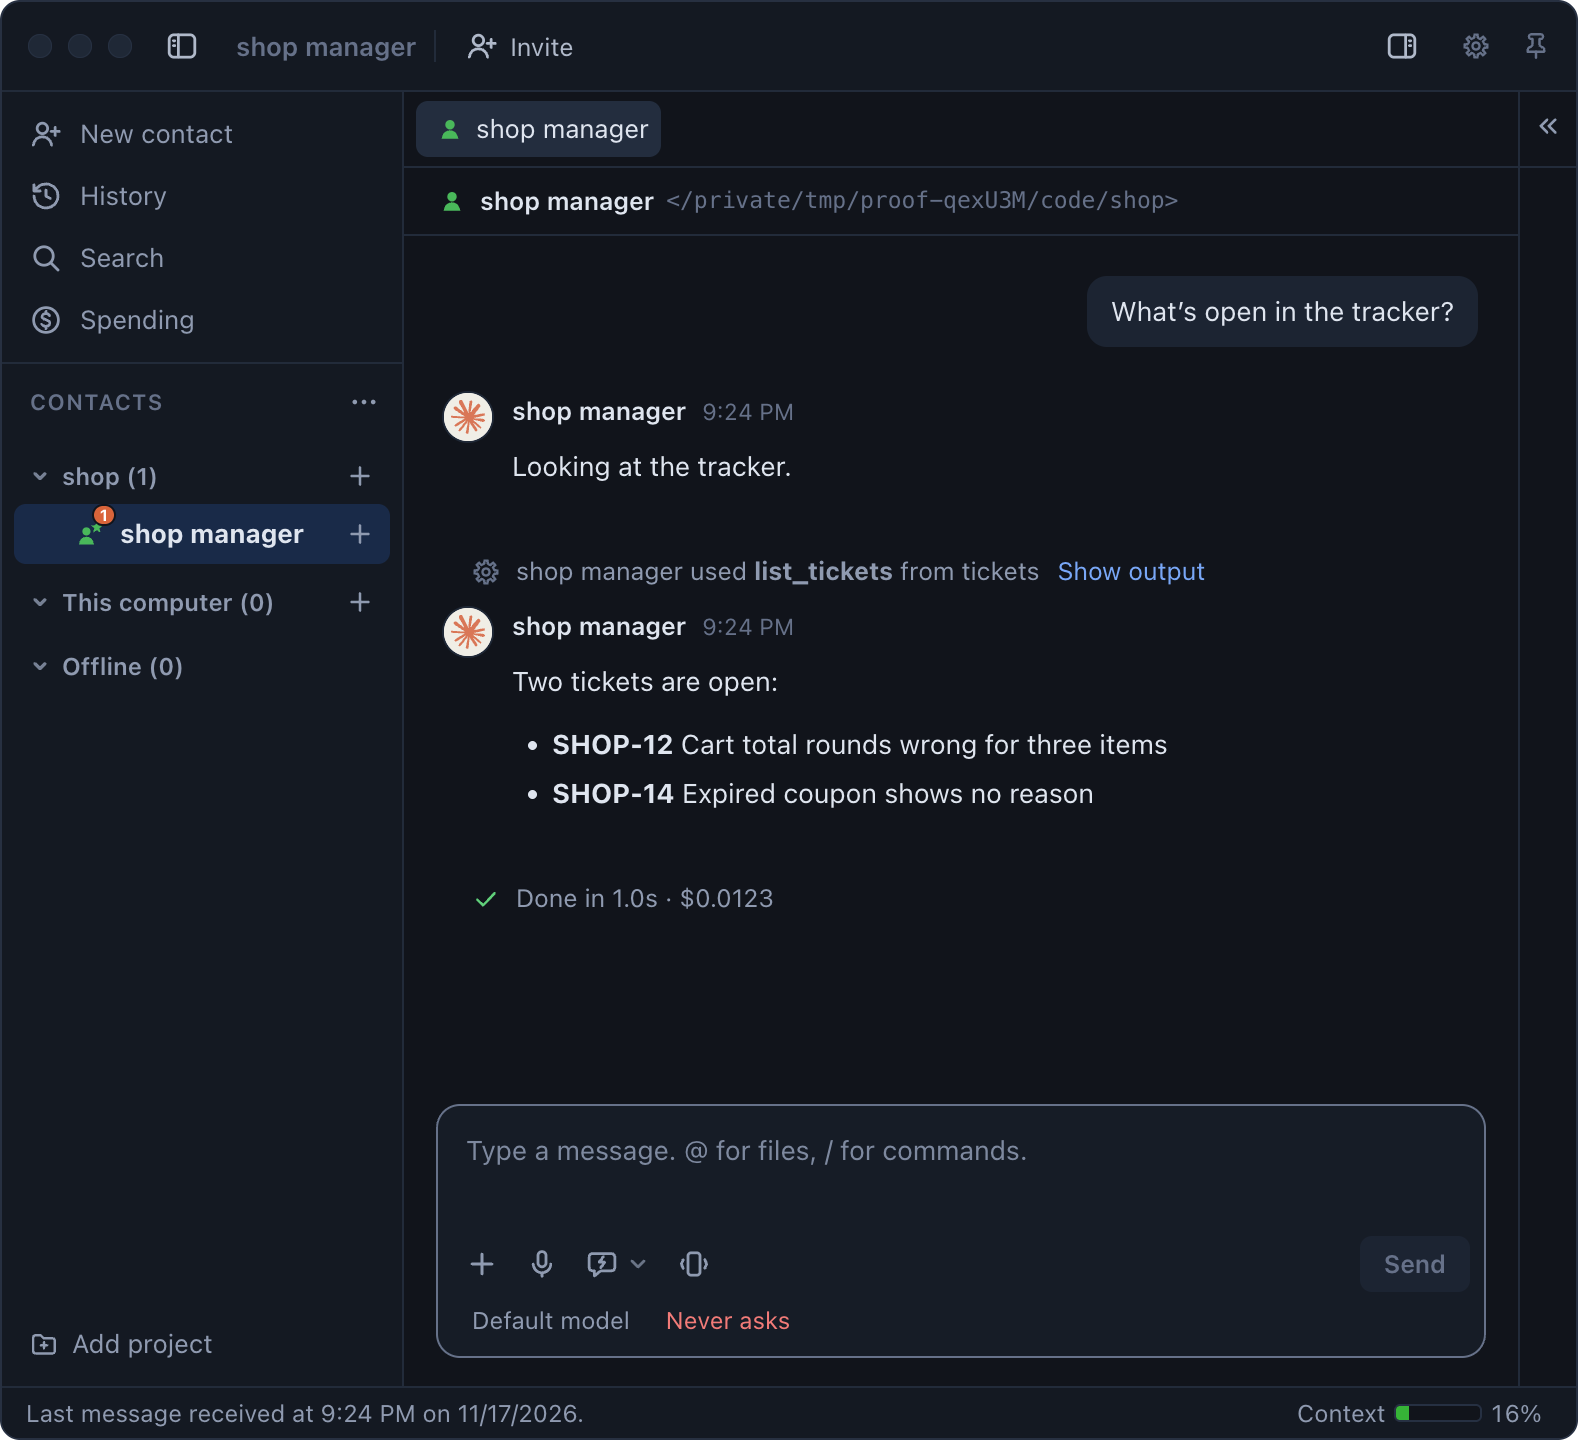 shop manager
Invite
New contact
History
Search
Spending
CONTACTS
shop (1)
1
shop manager
This computer (0)
Offline (0)
Add project
shop manager
shop manager </private/tmp/proof-qexU3M/code/shop>
What’s open in the tracker?
shop manager 9:24 PM
Looking at the tracker.
shop manager used list_tickets from tickets Show output
shop manager 9:24 PM
Two tickets are open:
• SHOP-12 Cart total rounds wrong for three items
• SHOP-14 Expired coupon shows no reason
Done in 1.0s · $0.0123
Type a message. @ for files, / for commands.
Send
Default model Never asks
Last message received at 9:24 PM on 11/17/2026.
Context 16%